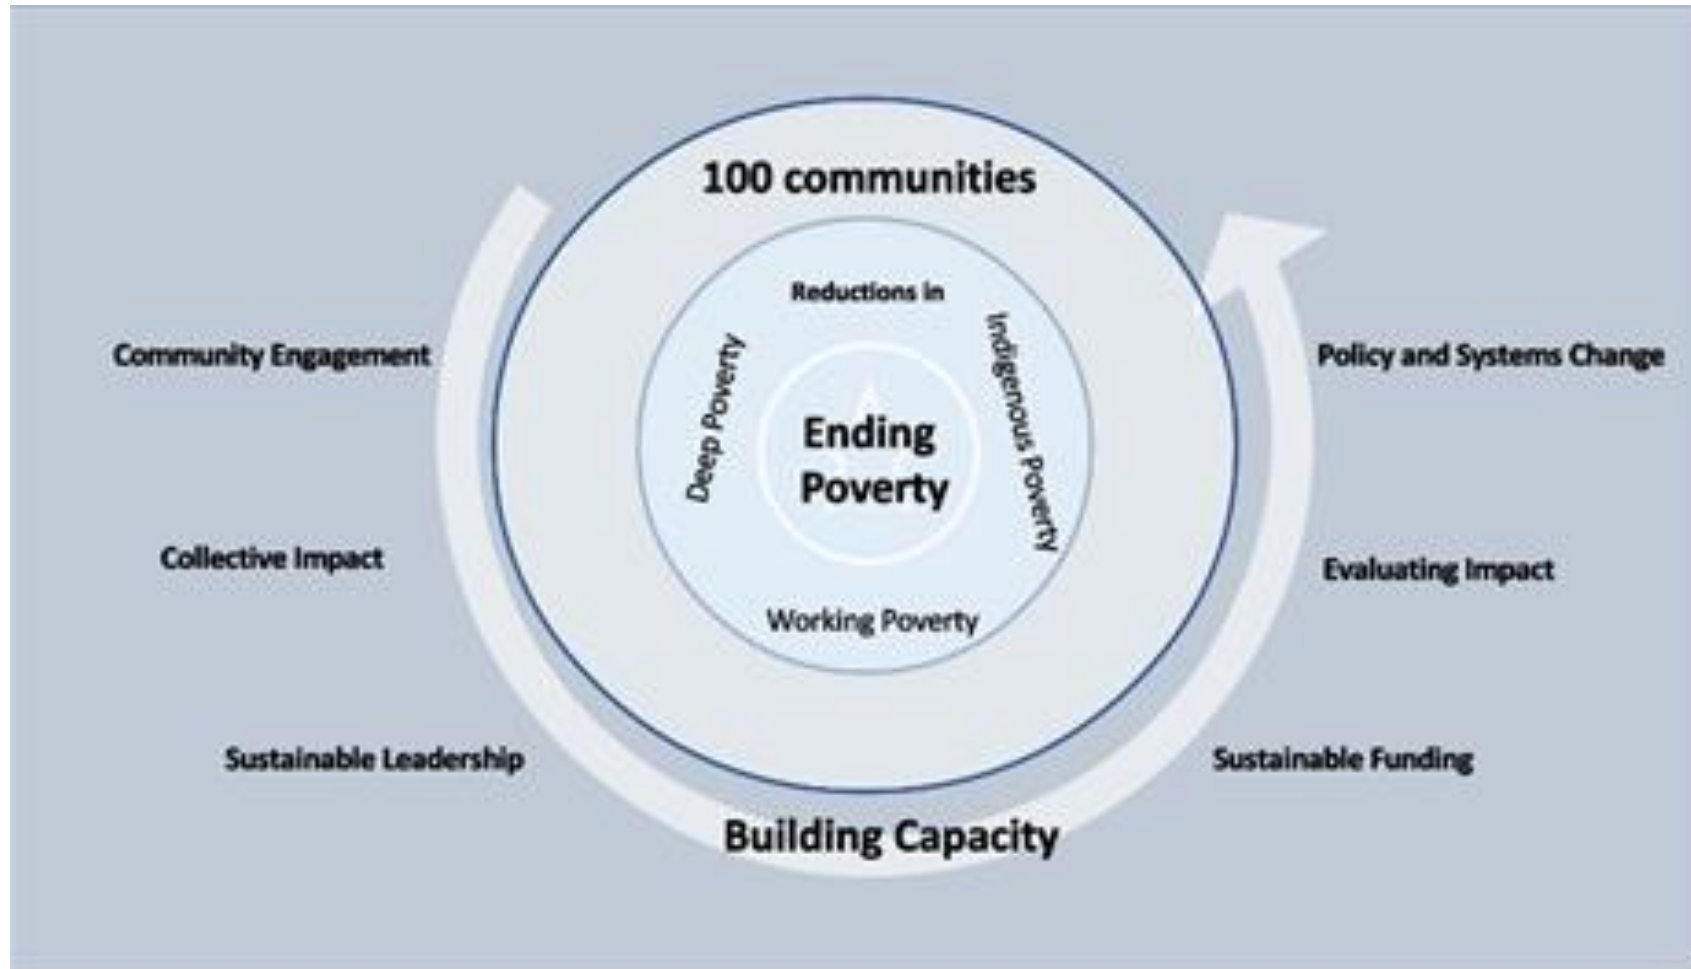 100 communities
Reductions in
Deep Poverty
Indigenous Poverty
Ending
Poverty
Working Poverty
Community Engagement
Collective Impact
Sustainable Leadership
Building Capacity
Sustainable Funding
Evaluating Impact
Policy and Systems Change